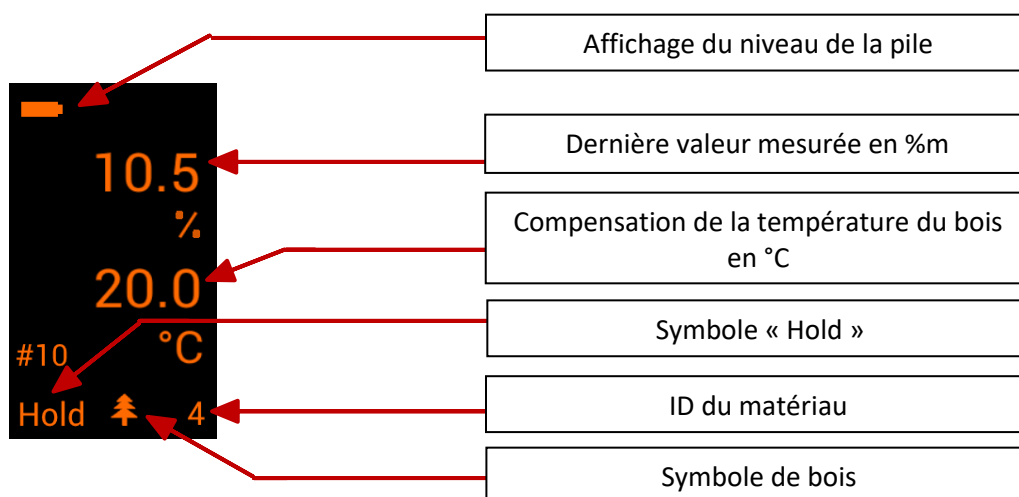 Affichage du niveau de la pile
10.5
%
Dernière valeur mesurée en %m
20.0
°C
Compensation de la température du bois
en °C
#10
Symbole « Hold »
Hold
4
ID du matériau
Symbole de bois